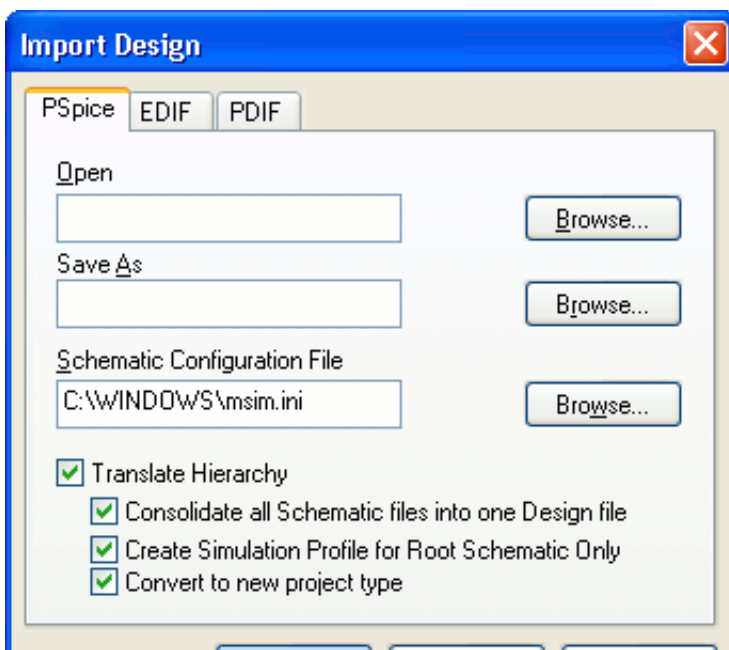 Import Design
PSpice EDIF PDIF
Open
Browse...
Save As
Browse...
Schematic Configuration File
C:\WINDOWS\msim.ini Browse...
Translate Hierarchy
Consolidate all Schematic files into one Design file
Create Simulation Profile for Root Schematic Only
Convert to new project type